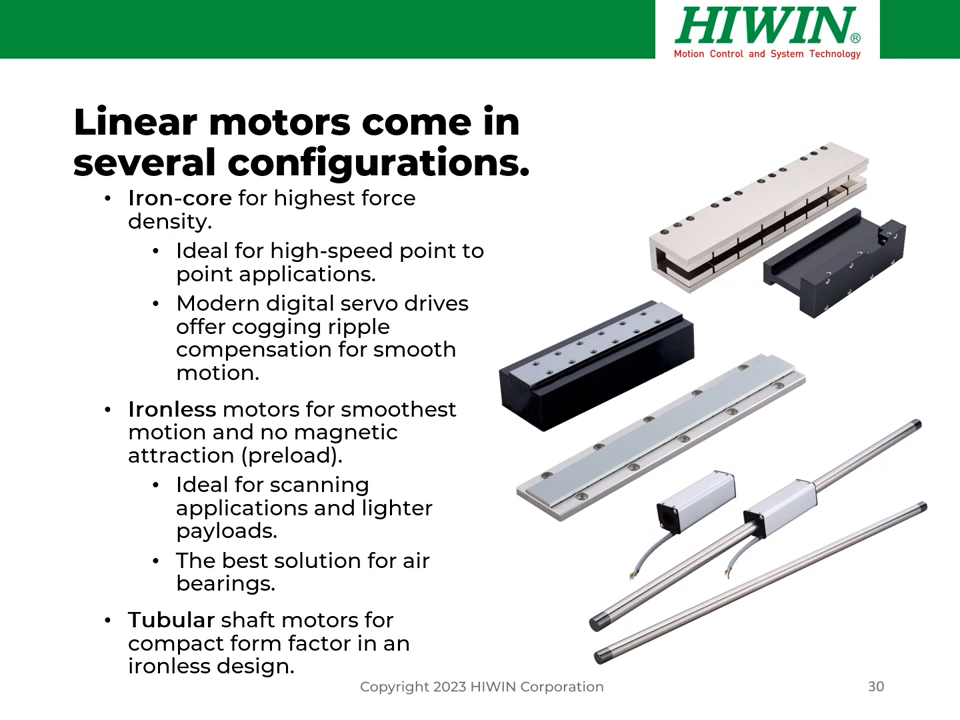 HIWIN®
Motion Control and System Technology
Linear motors come in
several configurations.
• Iron-core for highest force
density.
• Ideal for high-speed point to
point applications.
• Modern digital servo drives
offer cogging ripple
compensation for smooth
motion.
• Ironless motors for smoothest
motion and no magnetic
attraction (preload).
• Ideal for scanning
applications and lighter
payloads.
• The best solution for air
bearings.
• Tubular shaft motors for
compact form factor in an
ironless design.
Copyright 2023 HIWIN Corporation
30